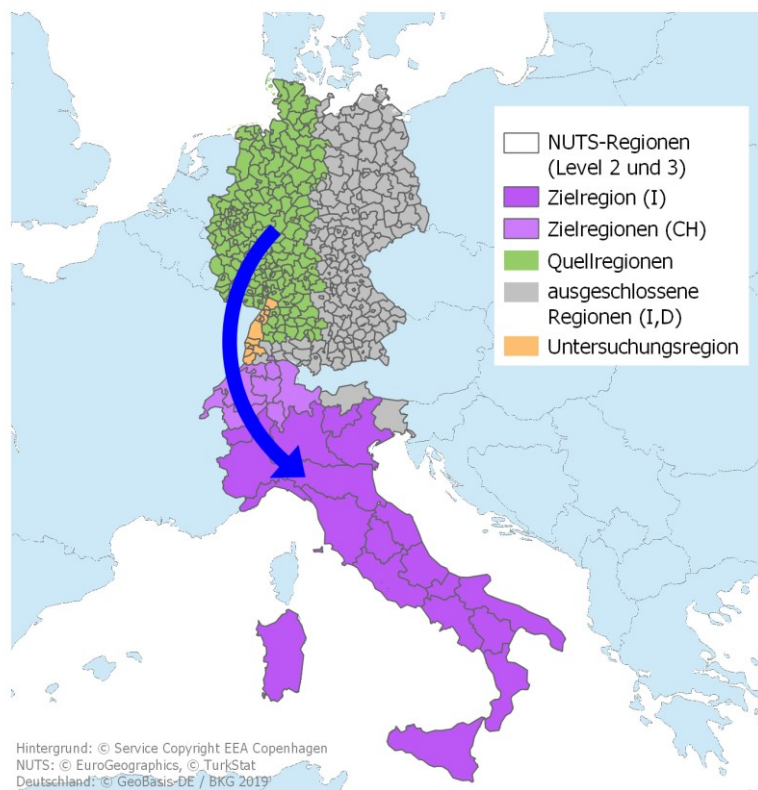 NUTS-Regionen
(Level 2 und 3)
Zielregion (I)
Zielregionen (CH)
Quellregionen
ausgeschlossene
Regionen (I,D)
Untersuchungsregion
Hintergrund: © Service Copyright EEA Copenhagen
NUTS: © EuroGeographics, © TurkStat
Deutschland: © GeoBasis-DE / BKG 2019